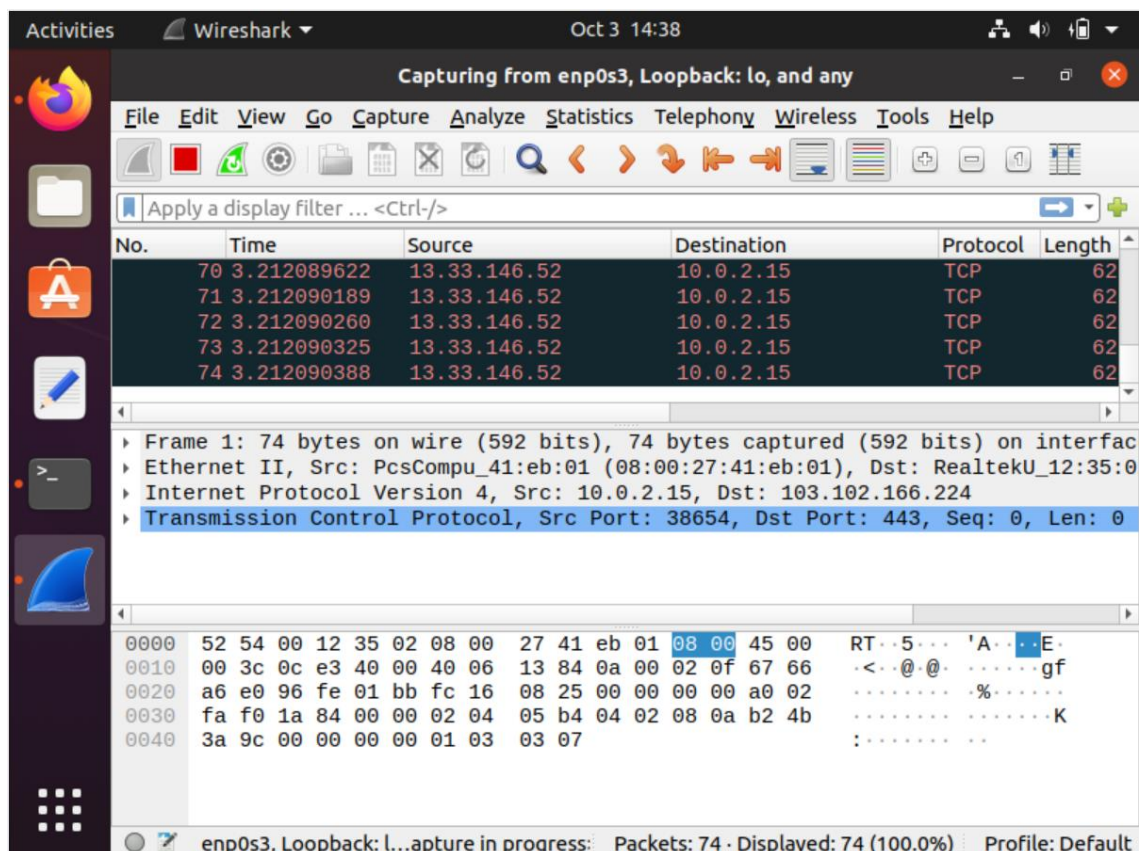 Activities Wireshark Oct 3 14:38
Capturing from enp0s3, Loopback: lo, and any
File Edit View Go Capture Analyze Statistics Telephony Wireless Tools Help
Apply a display filter … <Ctrl-/>
No. Time Source Destination Protocol Length
70 3.212089622 13.33.146.52 10.0.2.15 TCP 62
71 3.212090189 13.33.146.52 10.0.2.15 TCP 62
72 3.212090260 13.33.146.52 10.0.2.15 TCP 62
73 3.212090325 13.33.146.52 10.0.2.15 TCP 62
74 3.212090388 13.33.146.52 10.0.2.15 TCP 62
Frame 1: 74 bytes on wire (592 bits), 74 bytes captured (592 bits) on interfac
Ethernet II, Src: PcsCompu_41:eb:01 (08:00:27:41:eb:01), Dst: RealtekU_12:35:0
Internet Protocol Version 4, Src: 10.0.2.15, Dst: 103.102.166.224
Transmission Control Protocol, Src Port: 38654, Dst Port: 443, Seq: 0, Len: 0
0000 52 54 00 12 35 02 08 00 27 41 eb 01 08 00 45 00 RT··5··· 'A····E·
0010 00 3c 0c e3 40 00 40 06 13 84 0a 00 02 0f 67 66 ·<··@·@· ······gf
0020 a6 e0 96 fe 01 bb fc 16 08 25 00 00 00 00 a0 02 ········ ·%······
0030 fa f0 1a 84 00 00 02 04 05 b4 04 02 08 0a b2 4b ········ ·······K
0040 3a 9c 00 00 00 00 01 03 03 07 :······· ··
enp0s3, Loopback: l…apture in progress: Packets: 74 · Displayed: 74 (100.0%) Profile: Default